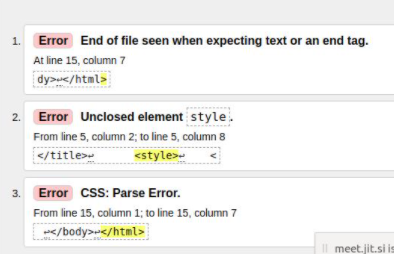 1. Error End of file seen when expecting text or an end tag.
At line 15, column 7
dy>↩</html>
2. Error Unclosed element style.
From line 5, column 2; to line 5, column 8
</title>↩ <style>↩ <
3. Error CSS: Parse Error.
From line 15, column 1; to line 15, column 7
↩</body>↩</html>
meet.jit.si is